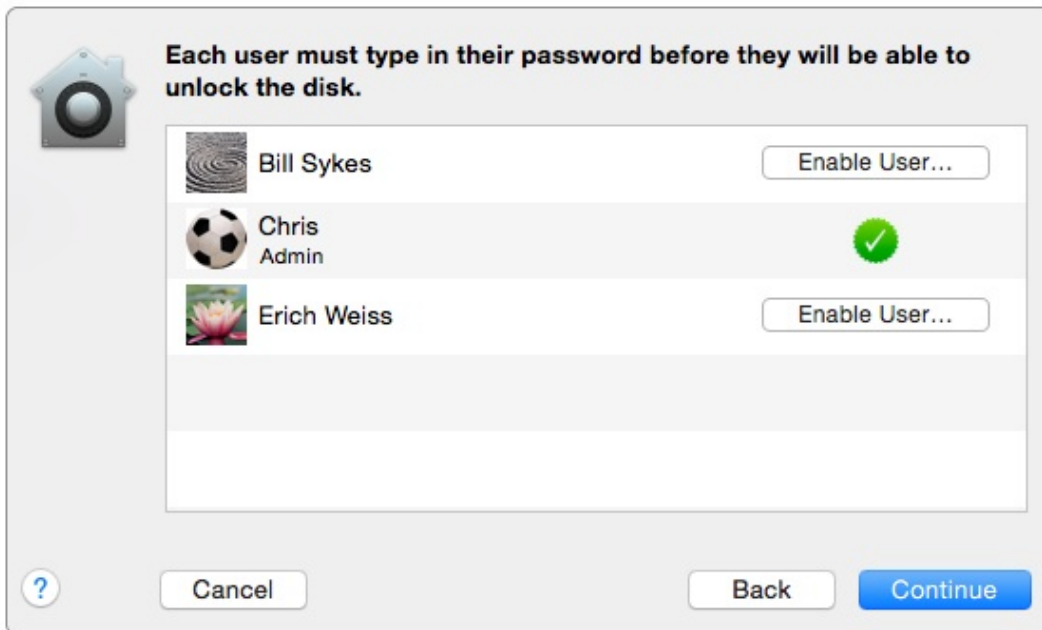 Each user must type in their password before they will be able to
unlock the disk.
Bill Sykes
Enable User...
Chris
Admin
Erich Weiss
Enable User...
?
Cancel
Back
Continue